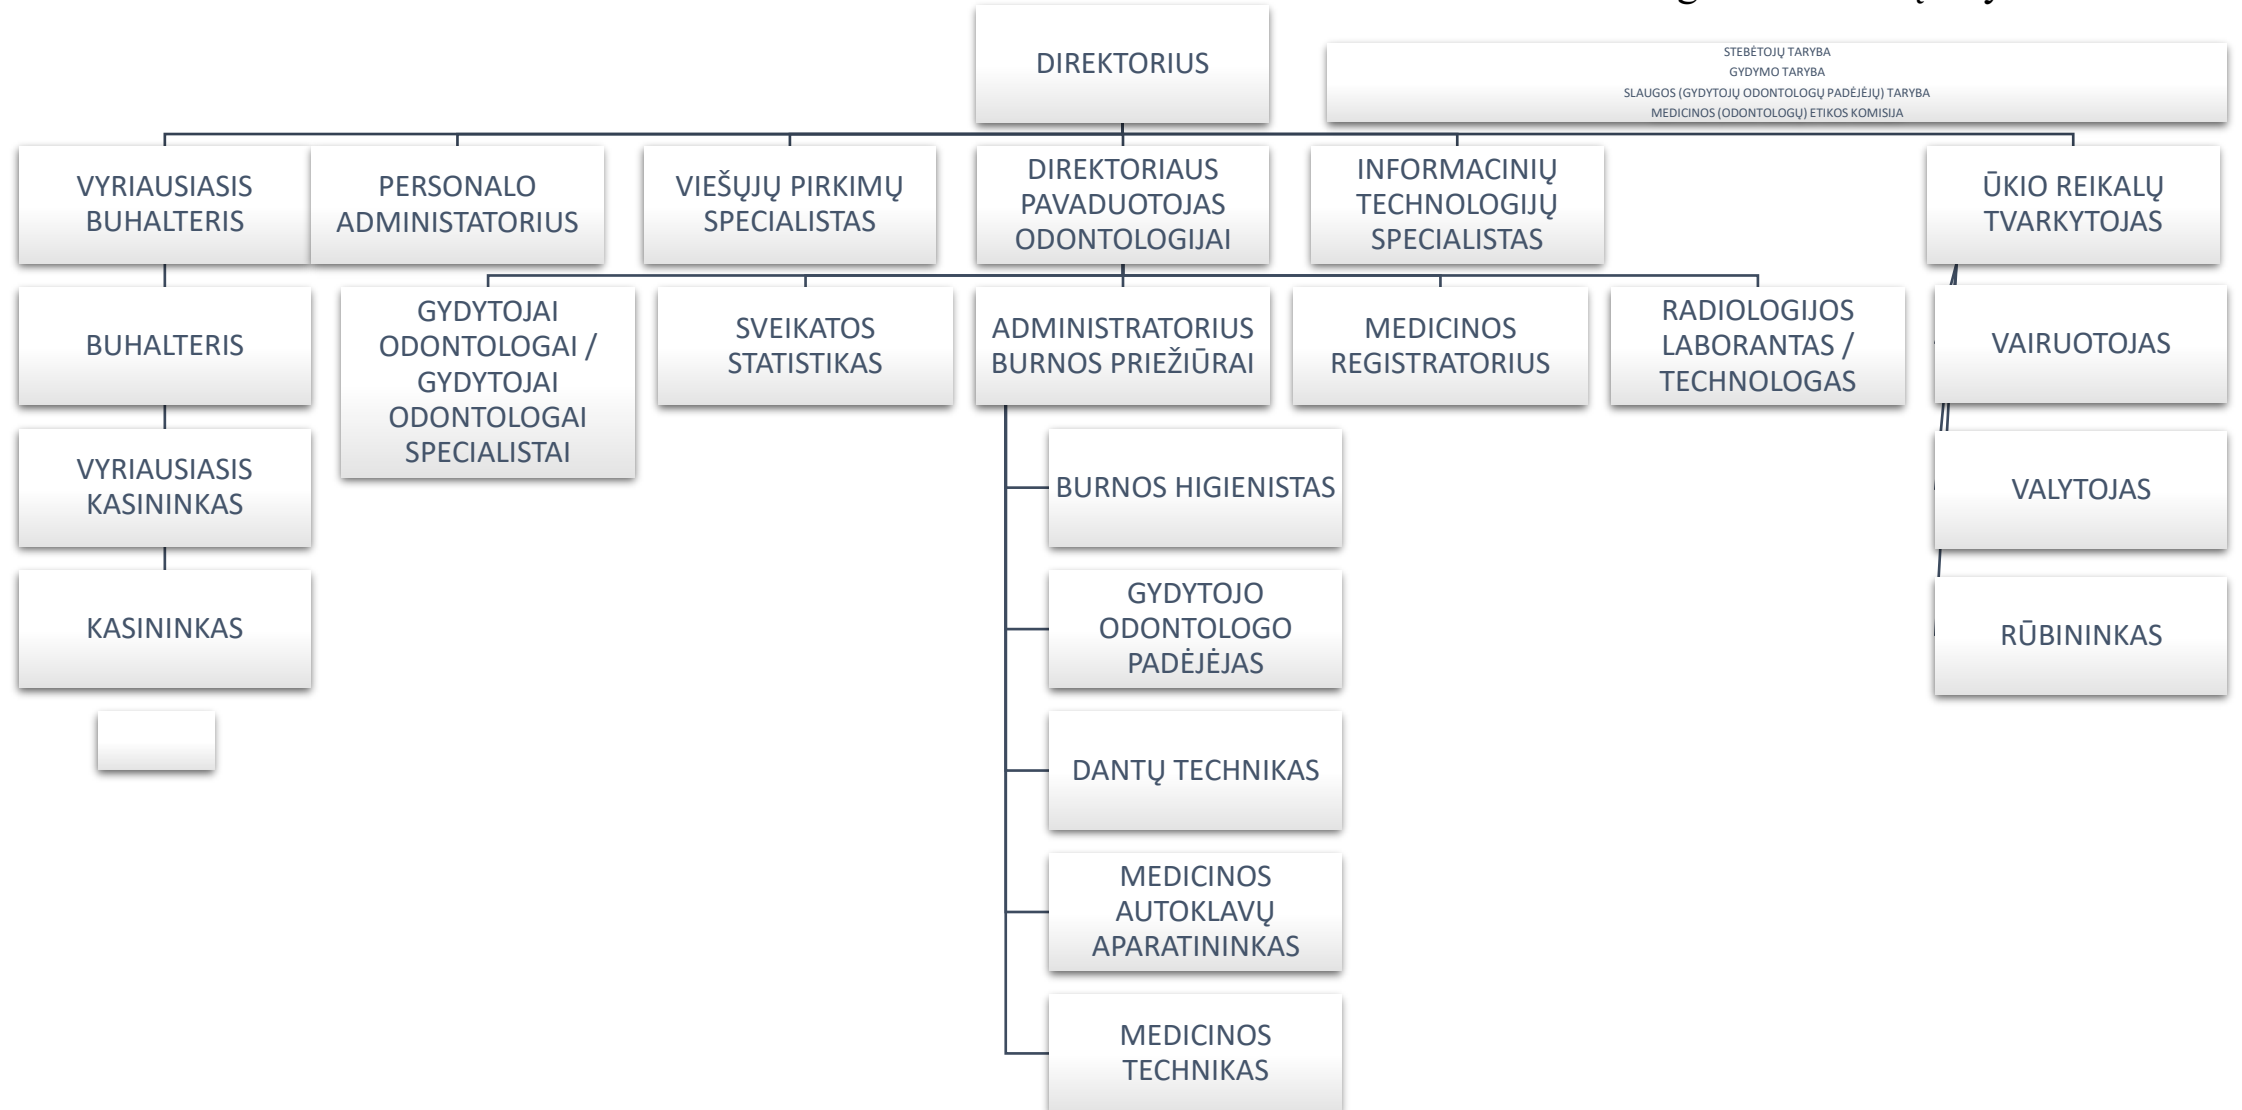 DIREKTORIUS
STEBĖTOJŲ TARYBA
GYDYMO TARYBA
SLAUGOS (GYDYTOJŲ ODONTOLOGŲ PADĖJĖJŲ) TARYBA
MEDICINOS (ODONTOLOGŲ) ETIKOS KOMISIJA
VYRIAUSIASIS
BUHALTERIS
PERSONALO
ADMINISTATORIUS
VIEŠŲJŲ PIRKIMŲ
SPECIALISTAS
DIREKTORIAUS
PAVADUOTOJAS
ODONTOLOGIJAI
INFORMACINIŲ
TECHNOLOGIJŲ
SPECIALISTAS
ŪKIO REIKALŲ
TVARKYTOJAS
BUHALTERIS
GYDYTOJAI
ODONTOLOGAI /
GYDYTOJAI
ODONTOLOGAI
SPECIALISTAI
SVEIKATOS
STATISTIKAS
ADMINISTRATORIUS
BURNOS PRIEŽIŪRAI
MEDICINOS
REGISTRATORIUS
RADIOLOGIJOS
LABORANTAS /
TECHNOLOGAS
VAIRUOTOJAS
VYRIAUSIASIS
KASININKAS
BURNOS HIGIENISTAS
VALYTOJAS
KASININKAS
GYDYTOJO
ODONTOLOGO
PADĖJĖJAS
RŪBININKAS
DANTŲ TECHNIKAS
MEDICINOS
AUTOKLAVŲ
APARATININKAS
MEDICINOS
TECHNIKAS